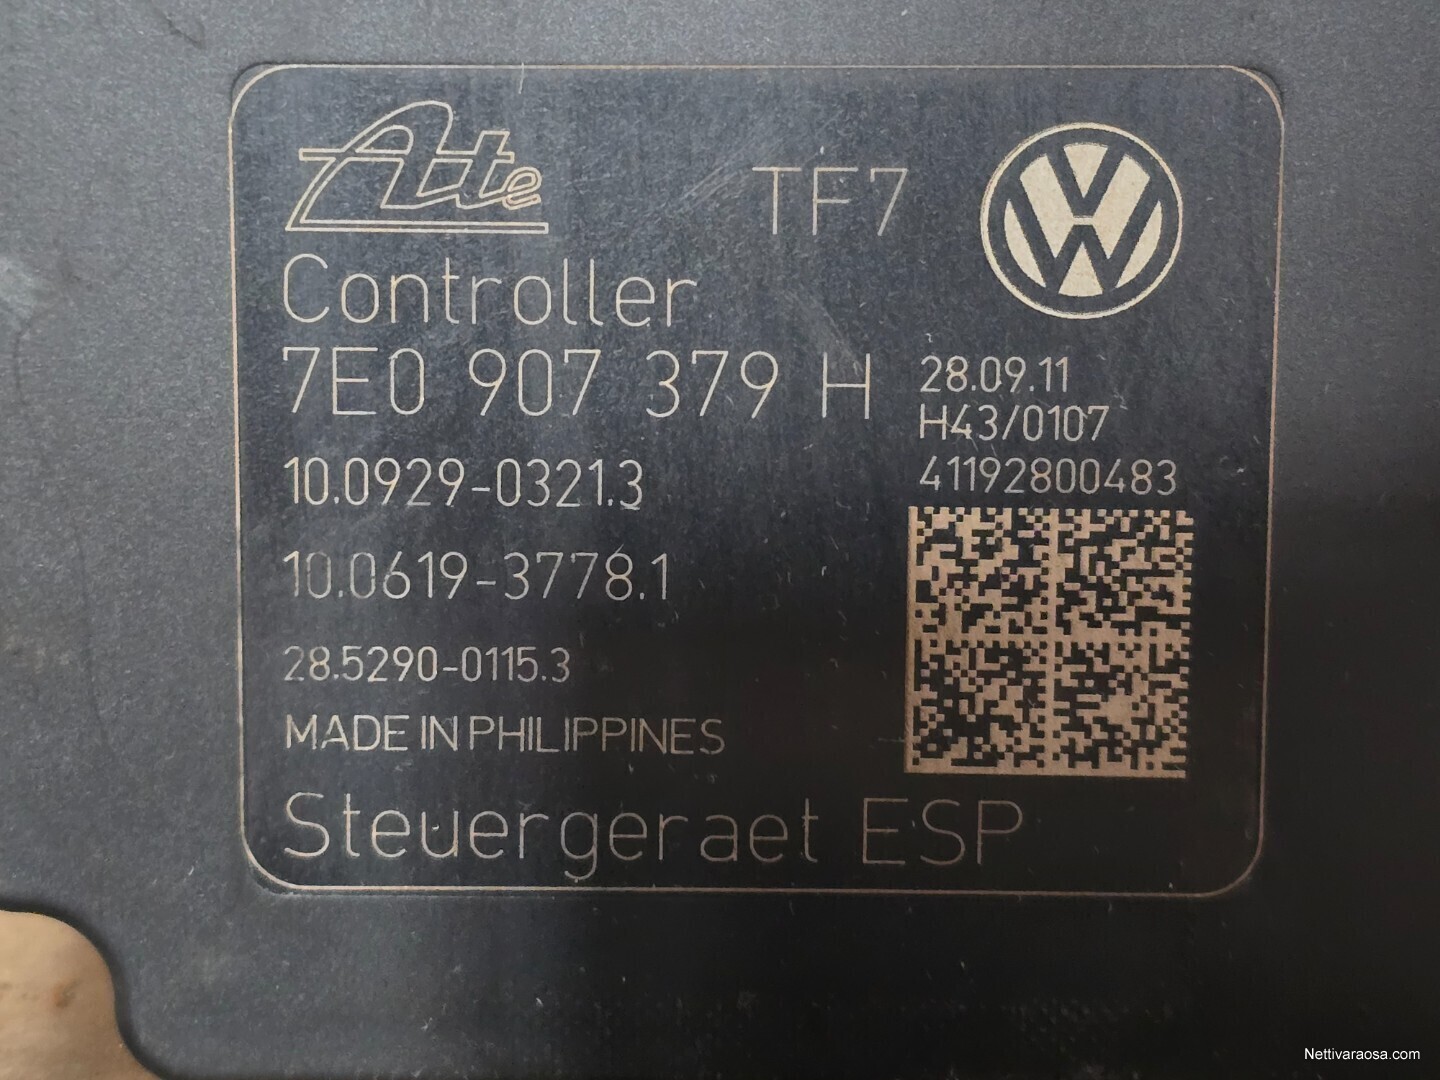 Ate
TF7
Controller
7E0 907 379 H
28.09.11
H43/0107
41192800483
10.0929-0321.3
10.0619-3778.1
28.5290-0115.3
MADE IN PHILIPPINES
Steuergeraet ESP
Nettivaraosa.com